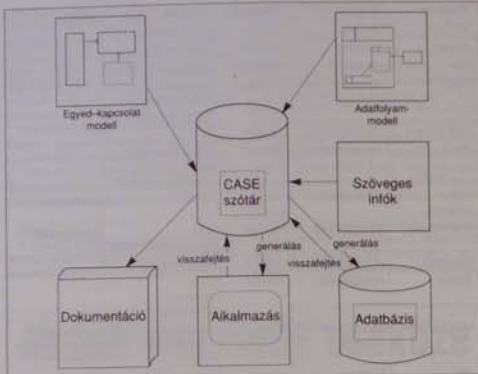 Egyed–kapcsolat
modell
Adatfolyam-
modell
CASE
szótár
Szöveges
infók
visszafejtés
generálás
generálás
visszafejtés
Dokumentáció
Alkalmazás
Adatbázis